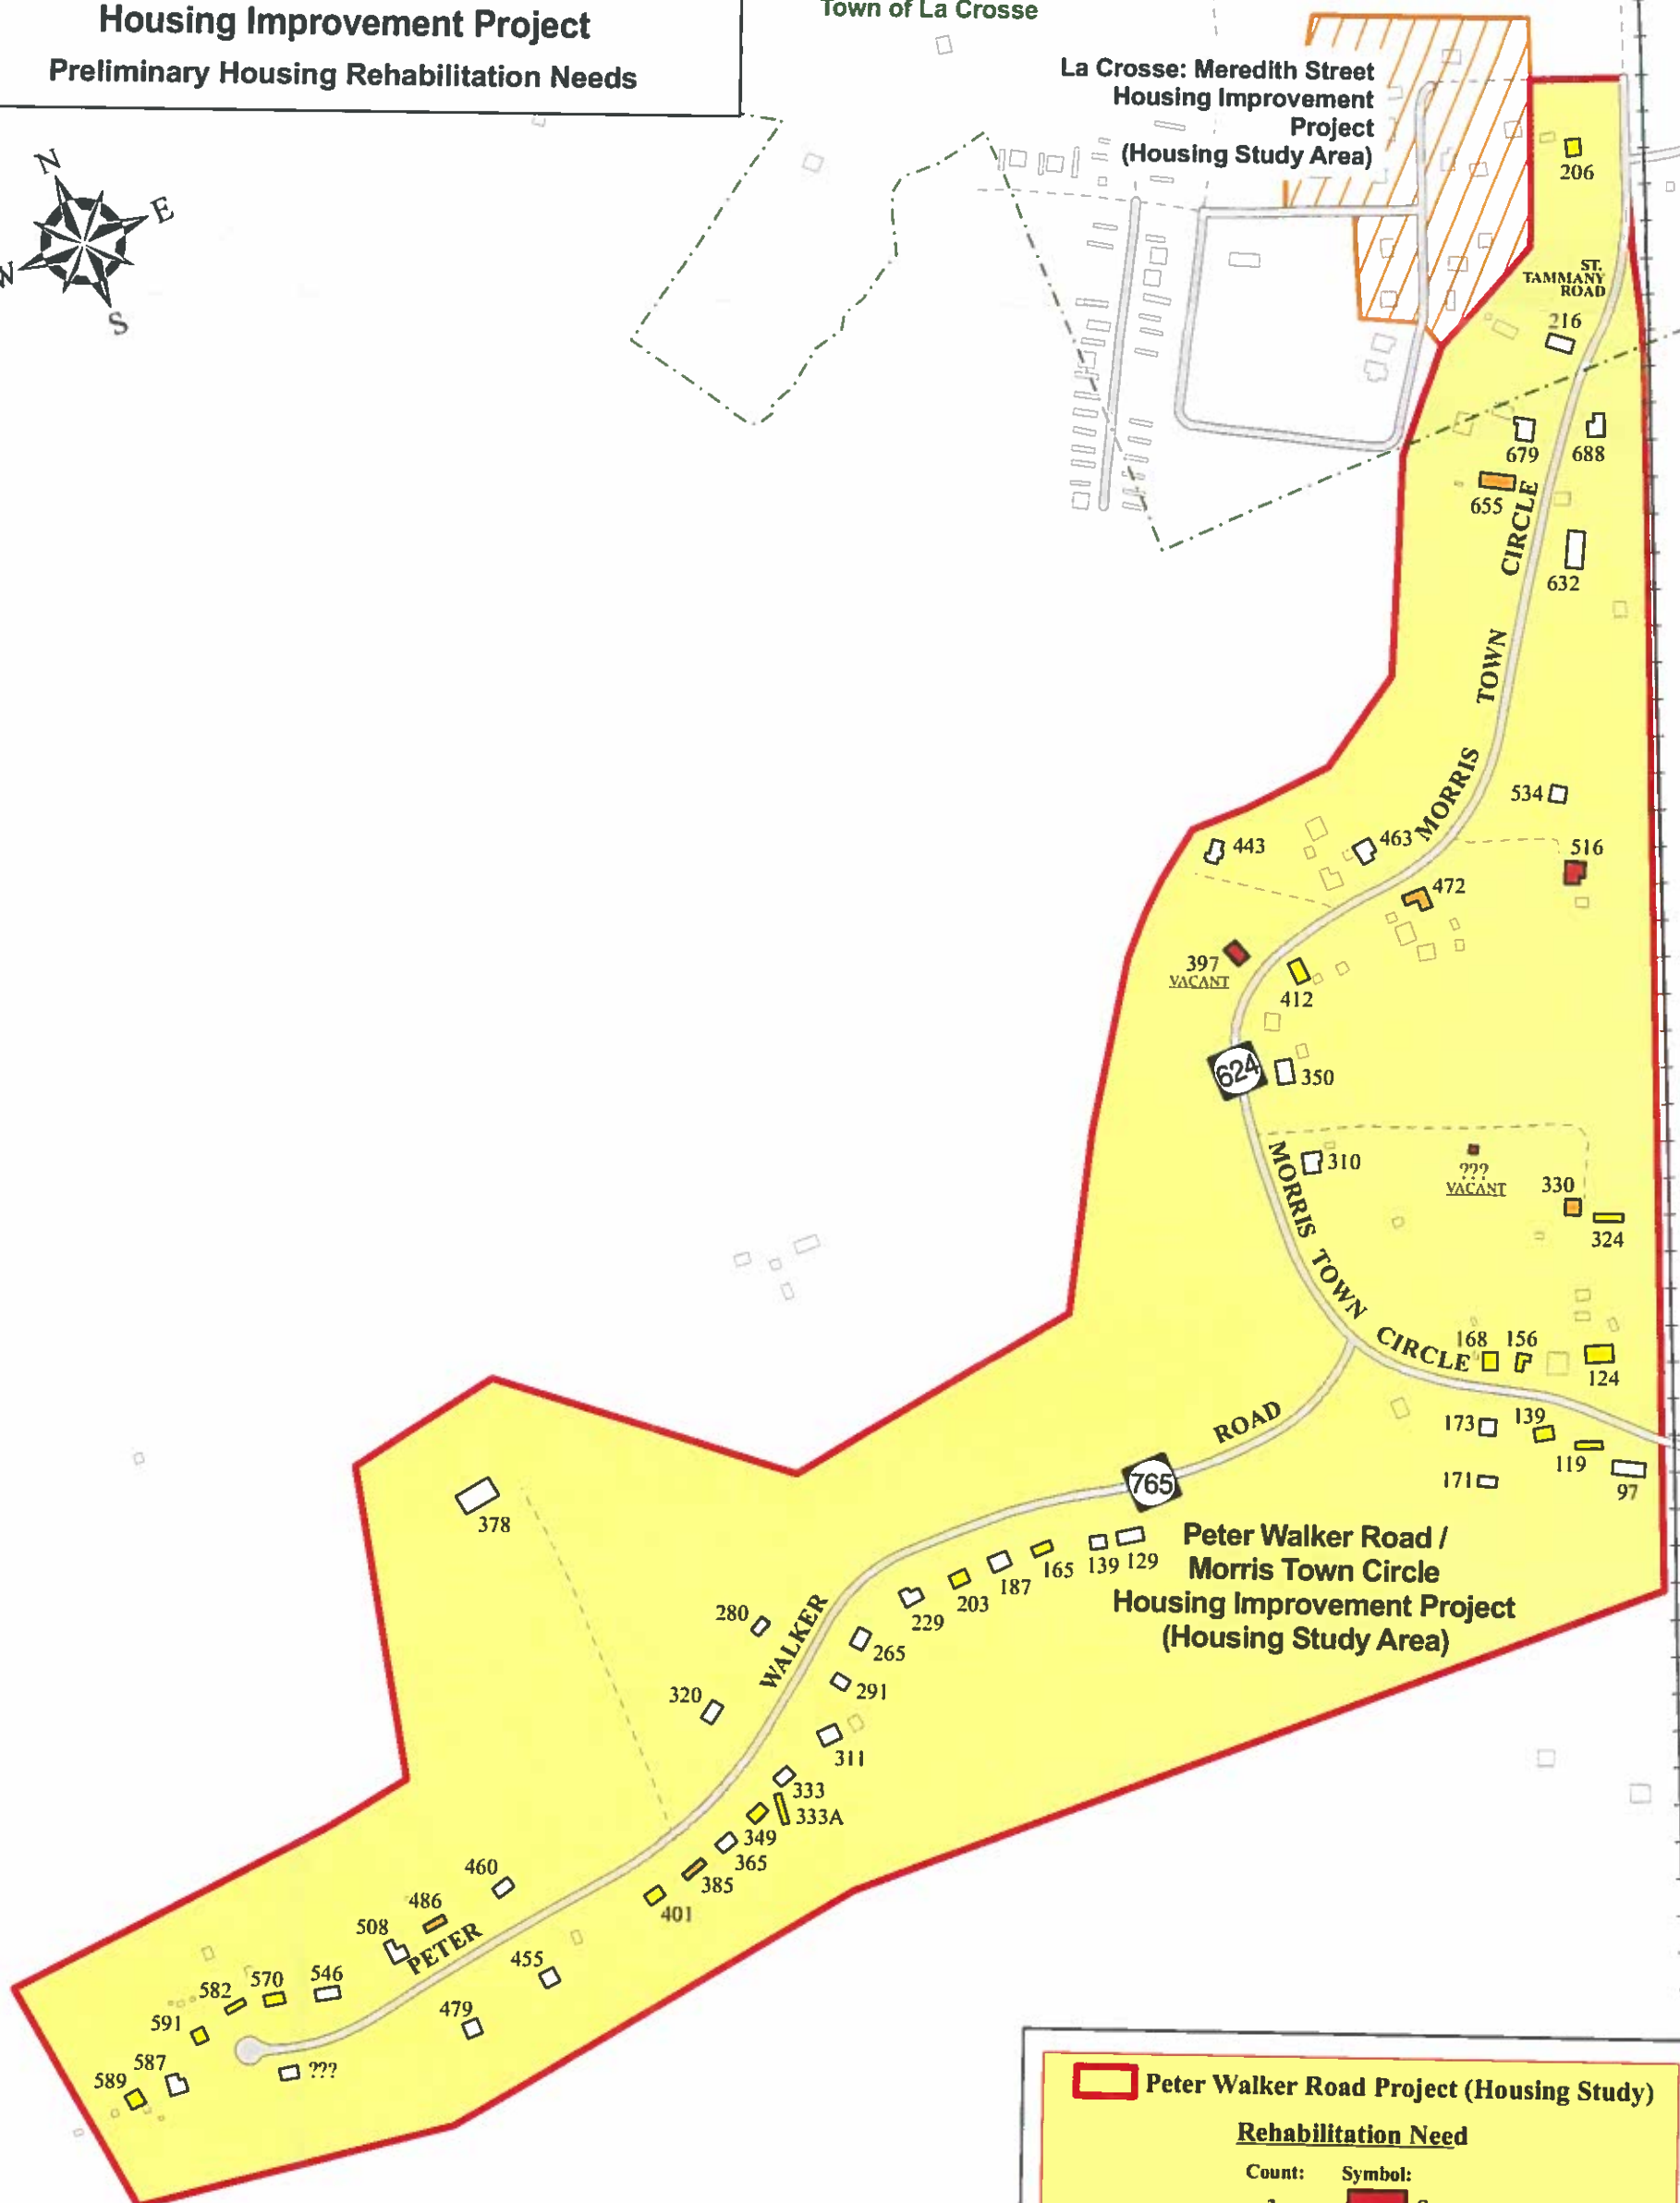 Housing Improvement Project
Preliminary Housing Rehabilitation Needs
Town of La Crosse
La Crosse: Meredith Street
Housing Improvement
Project
(Housing Study Area)
N
E
W
S
206
ST.
TAMMANY
ROAD
216
679
688
655
CIRCLE
632
TOWN
MORRIS
534
443
463
516
472
397
VACANT
412
624
350
MORRIS TOWN CIRCLE
310
???
VACANT
330
324
168
156
124
173
139
119
171
97
ROAD
765
378
Peter Walker Road /
Morris Town Circle
Housing Improvement Project
(Housing Study Area)
129
139
165
187
203
229
280
WALKER
265
291
320
311
333
333A
349
365
385
401
460
486
508
PETER
455
479
546
570
582
591
587
589
???
Peter Walker Road Project (Housing Study)
Rehabilitation Need
Count: Symbol: